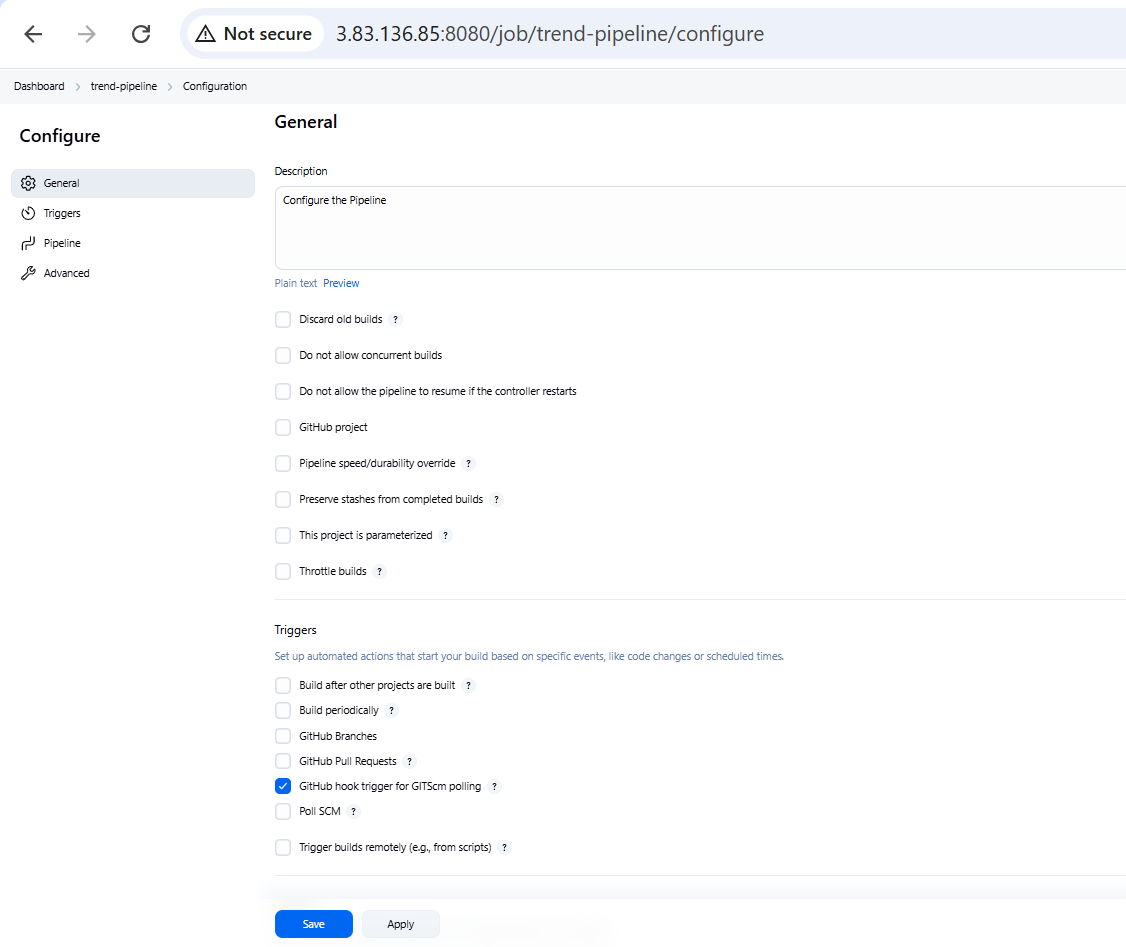 Not secure 3.83.136.85:8080/job/trend-pipeline/configure
Dashboard trend-pipeline Configuration
Configure
General
Triggers
Pipeline
Advanced
General
Description
Configure the Pipeline
Plain text Preview
Discard old builds ?
Do not allow concurrent builds
Do not allow the pipeline to resume if the controller restarts
GitHub project
Pipeline speed/durability override ?
Preserve stashes from completed builds ?
This project is parameterized ?
Throttle builds ?
Triggers
Set up automated actions that start your build based on specific events, like code changes or scheduled times.
Build after other projects are built ?
Build periodically ?
GitHub Branches
GitHub Pull Requests ?
GitHub hook trigger for GITScm polling ?
Poll SCM ?
Trigger builds remotely (e.g., from scripts) ?
Save Apply